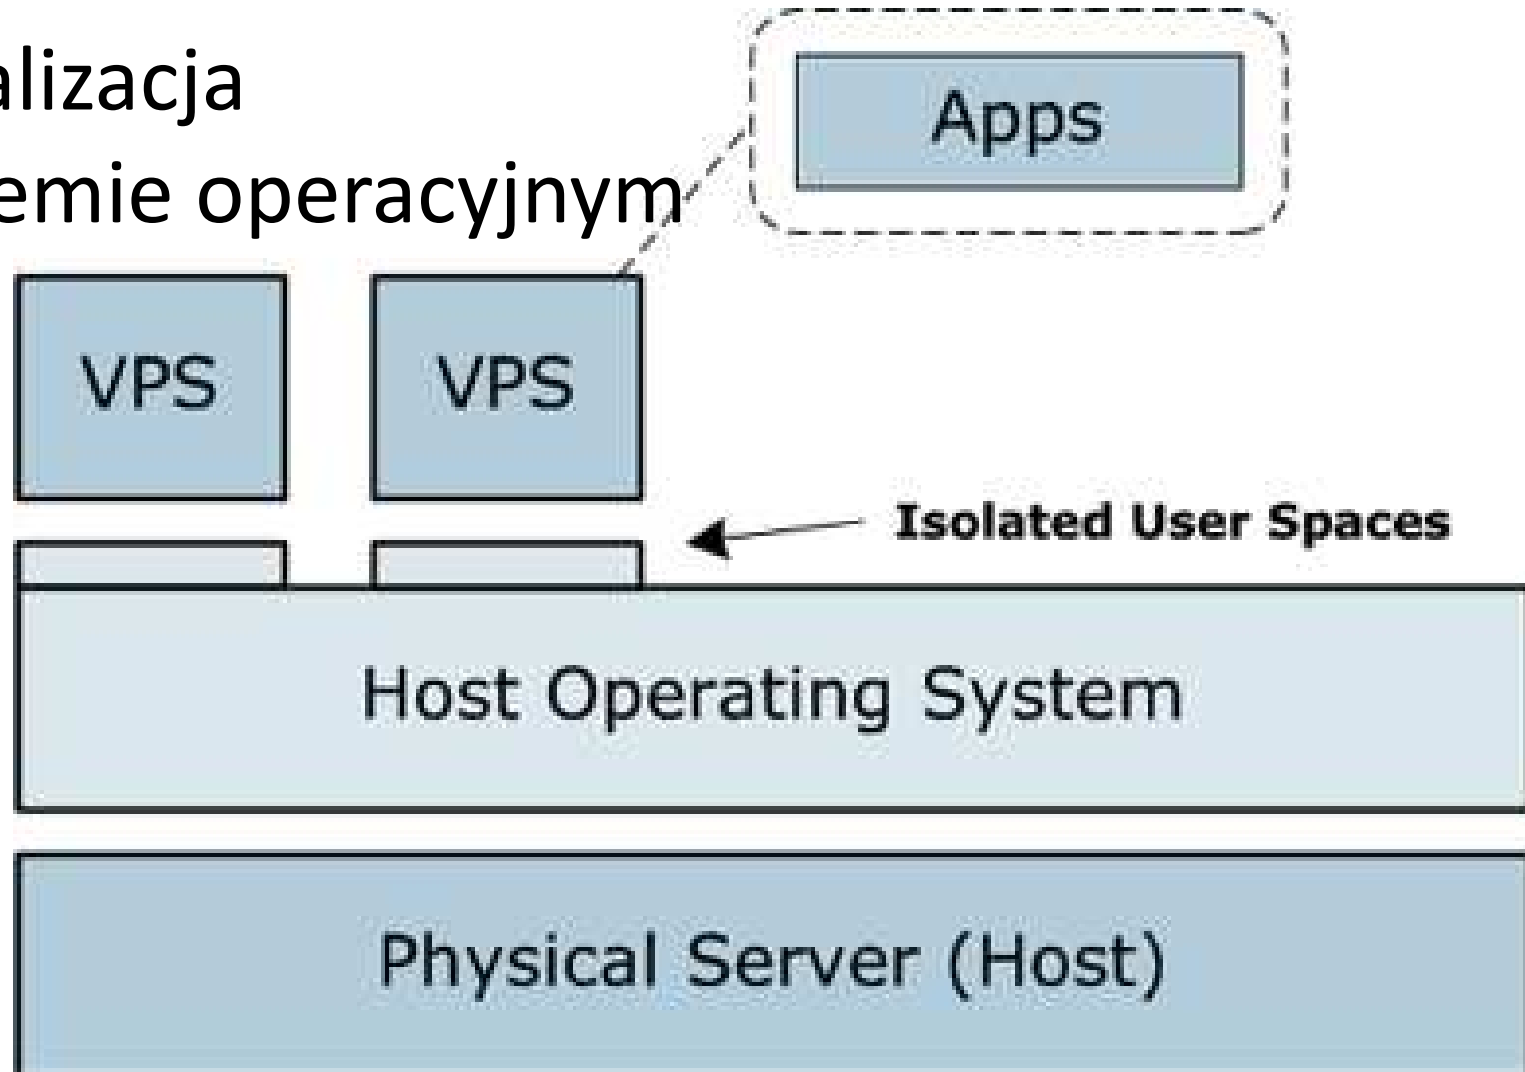 alizacja
emie operacyjnym
Apps
VPS
VPS
Isolated User Spaces
Host Operating System
Physical Server (Host)